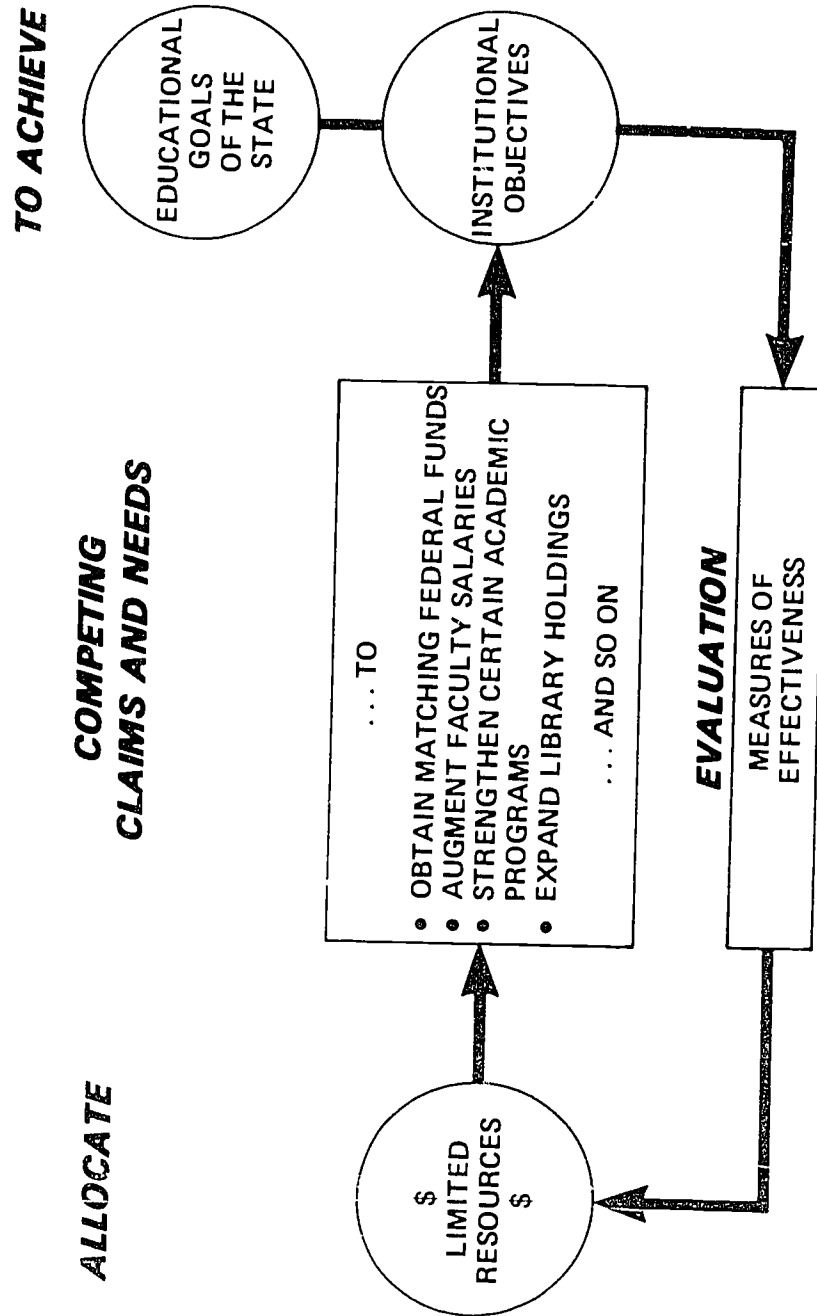 ALLOCATE
COMPETING
CLAIMS AND NEEDS
TO ACHIEVE
$
LIMITED
RESOURCES
$
... TO
• OBTAIN MATCHING FEDERAL FUNDS
• AUGMENT FACULTY SALARIES
• STRENGTHEN CERTAIN ACADEMIC
PROGRAMS
• EXPAND LIBRARY HOLDINGS
... AND SO ON
EDUCATIONAL
GOALS
OF THE
STATE
INSTITUTIONAL
OBJECTIVES
EVALUATION
MEASURES OF
EFFECTIVENESS